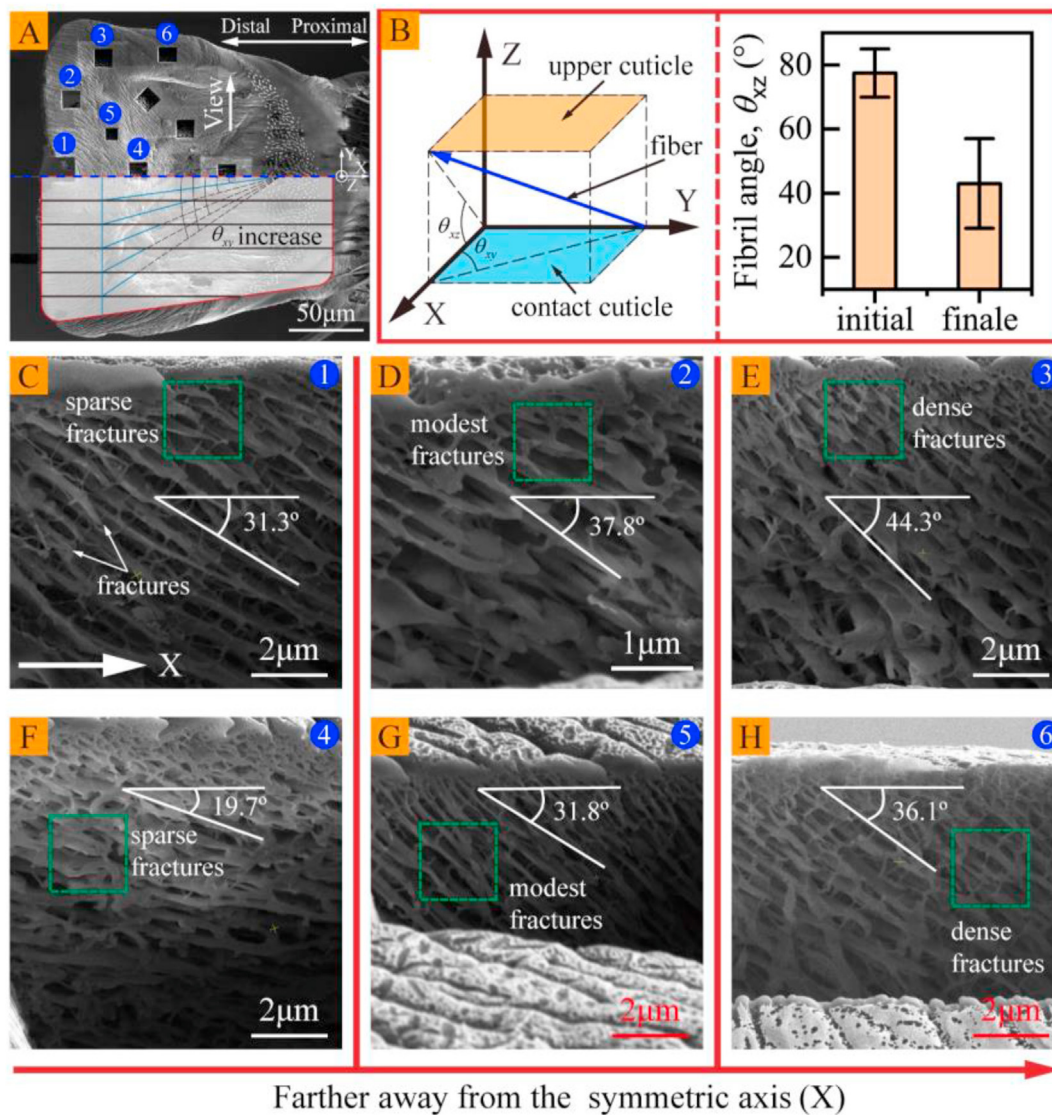 A
Distal
Proximal
3
6
2
5
1
4
View
Y
X
Z
θxy increase
50μm
B
Z
upper cuticle
fiber
Y
θxz
θxy
X
contact cuticle
Fibril angle, θxz (°)
80
60
40
20
initial
finale
C
1
sparse
fractures
31.3°
fractures
X
2μm
D
2
modest
fractures
37.8°
1μm
E
3
dense
fractures
44.3°
F
4
19.7°
sparse
fractures
2μm
G
5
31.8°
modest
fractures
2μm
H
6
36.1°
dense
fractures
2μm
2μm
Farther away from the symmetric axis (X)